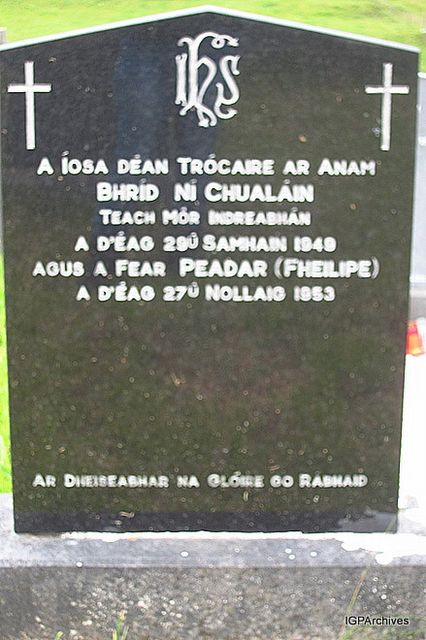 IHS
A Íosa déan Trócaire ar Anam
Bhríd Ní Chualáin
Teach Mór Indreabhán
a d'éag 29ú Samhain 1949
agus a Fear Peadar (Fheilipe)
a d'éag 27ú Nollaig 1953
Ar Dheiseabhar na Glóire go Rabhaid
IGPArchives